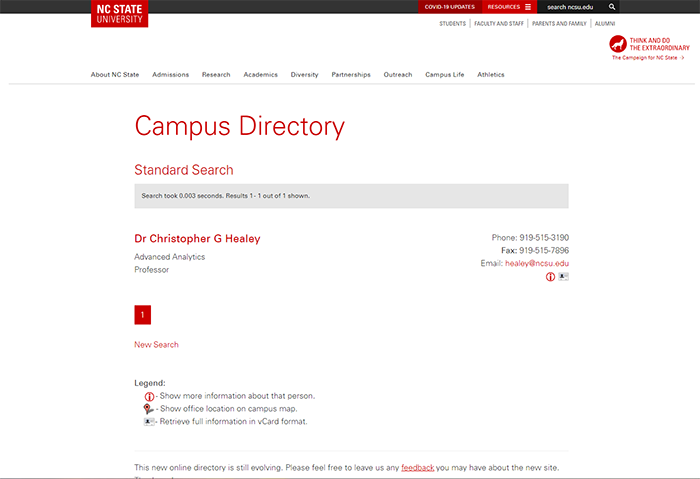 NC STATE
UNIVERSITY
COVID-19 UPDATES
RESOURCES
search ncsu.edu
STUDENTS
FACULTY AND STAFF
PARENTS AND FAMILY
ALUMNI
THINK AND DO
THE EXTRAORDINARY
The Campaign for NC State
About NC State
Admissions
Research
Academics
Diversity
Partnerships
Outreach
Campus Life
Athletics
Campus Directory
Standard Search
Search took 0.003 seconds. Results 1 - 1 out of 1 shown.
Dr Christopher G Healey
Advanced Analytics
Professor
Phone: 919-515-3190
Fax: 919-515-7896
Email: healey@ncsu.edu
1
New Search
Legend:
- Show more information about that person.
- Show office location on campus map.
- Retrieve full information in vCard format.
This new online directory is still evolving. Please feel free to leave us any feedback you may have about the new site.